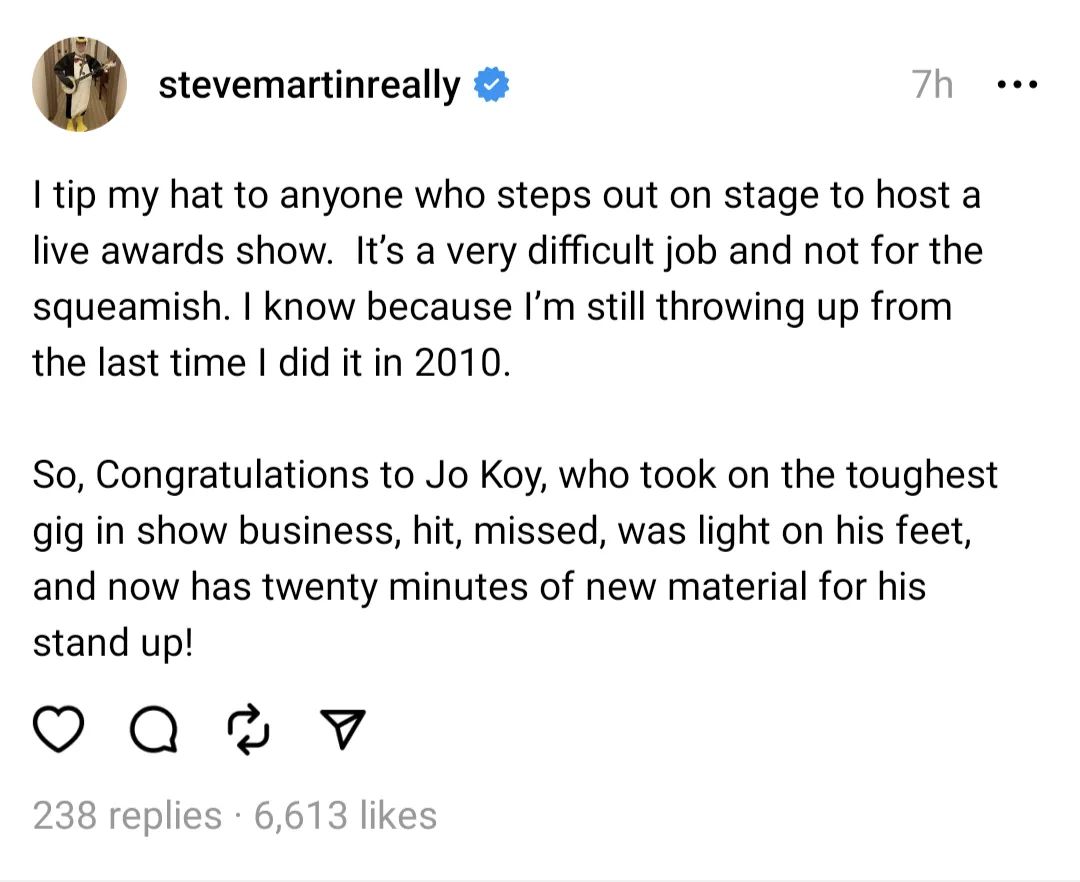 stevemartinreally
7h
I tip my hat to anyone who steps out on stage to host a
live awards show.  It’s a very difficult job and not for the
squeamish. I know because I’m still throwing up from
the last time I did it in 2010.
So, Congratulations to Jo Koy, who took on the toughest
gig in show business, hit, missed, was light on his feet,
and now has twenty minutes of new material for his
stand up!
238 replies · 6,613 likes